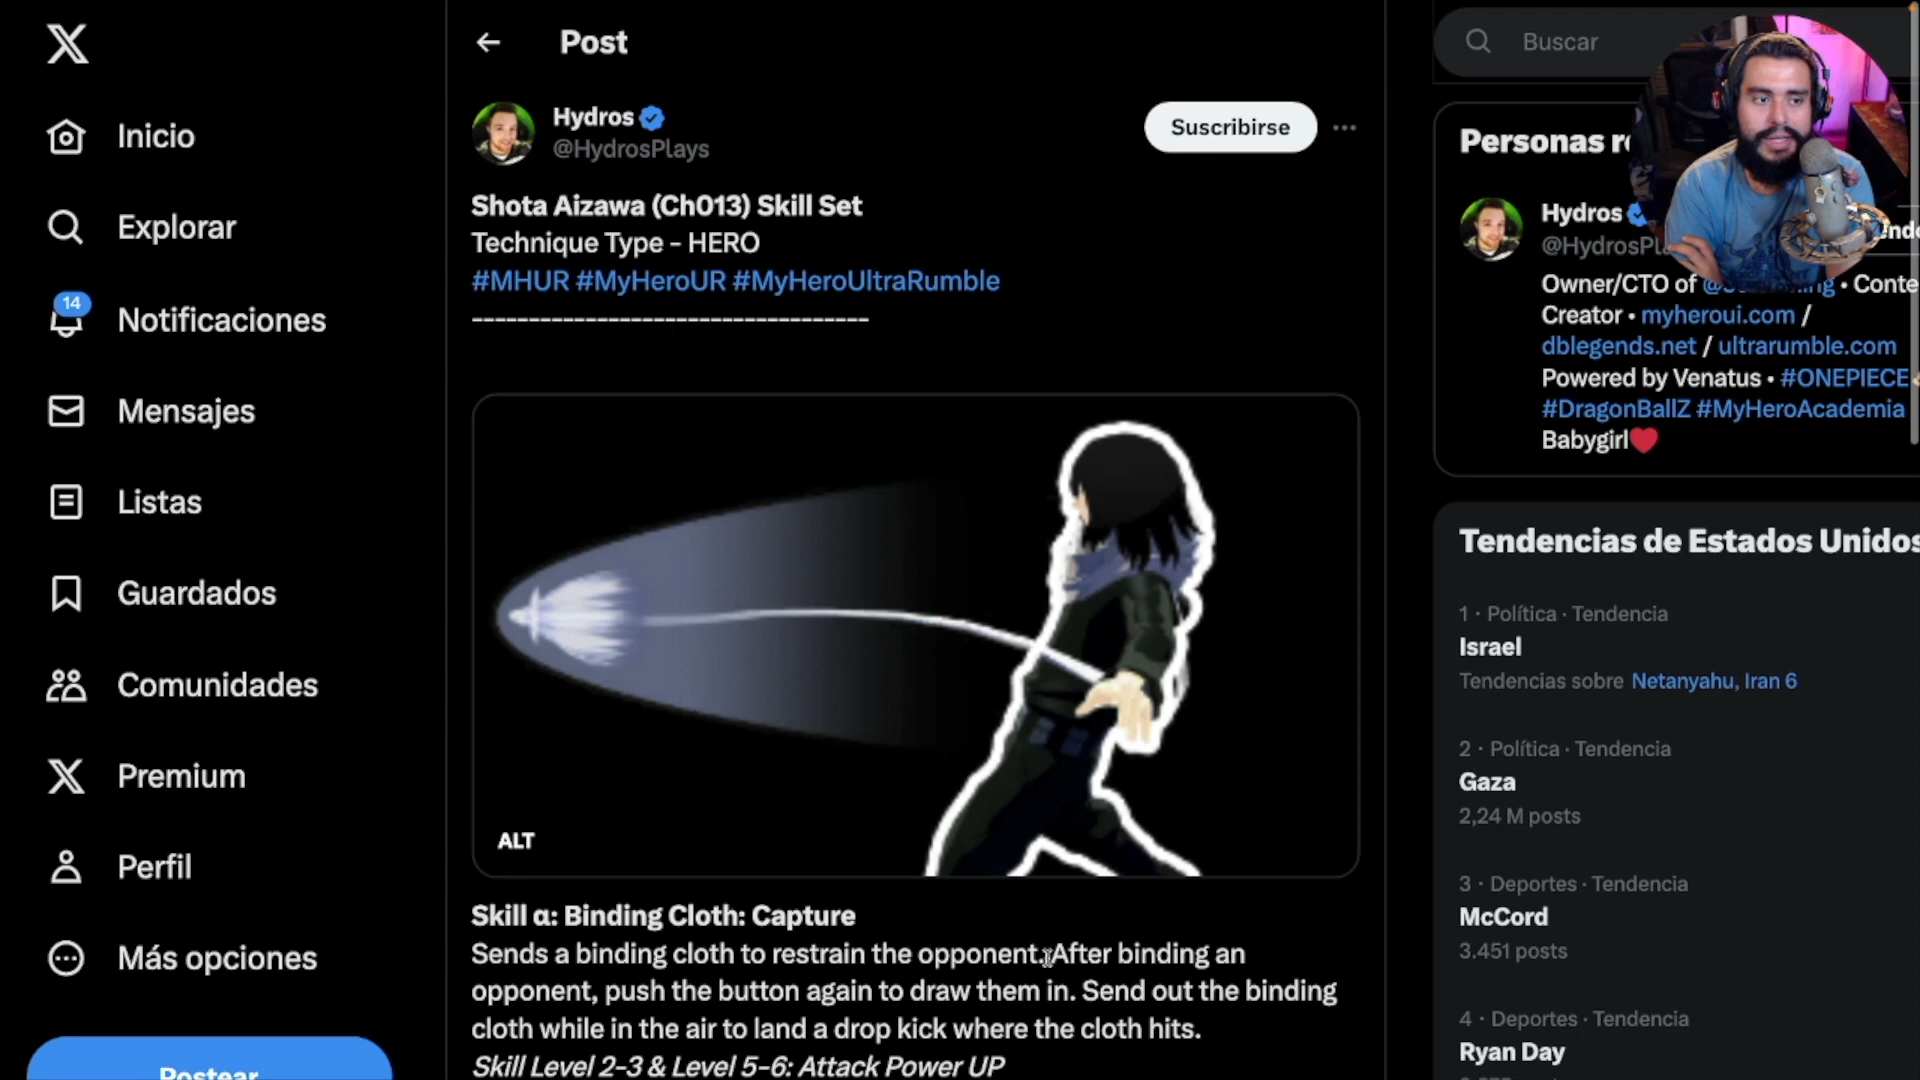 Inicio
Explorar
14
Notificaciones
Mensajes
Listas
Guardados
Comunidades
Premium
Perfil
Más opciones
Postear
Post
Hydros
@HydrosPlays
Suscribirse
Shota Aizawa (Ch013) Skill Set
Technique Type - HERO
#MHUR #MyHeroUR #MyHeroUltraRumble
-----------------------------------
ALT
Skill α: Binding Cloth: Capture
Sends a binding cloth to restrain the opponent. After binding an
opponent, push the button again to draw them in. Send out the binding
cloth while in the air to land a drop kick where the cloth hits.
Skill Level 2-3 & Level 5-6: Attack Power UP
Buscar
Personas
Hydros
@HydrosPl
Owner/CTO of • Conte
Creator • myheroui.com /
dblegends.net / ultrarumble.com
Powered by Venatus • #ONEPIECE
#DragonBallZ #MyHeroAcademia
Babygirl
Tendencias de Estados Unidos
1 · Política · Tendencia
Israel
Tendencias sobre Netanyahu, Iran 6
2 · Política · Tendencia
Gaza
2,24 M posts
3 · Deportes · Tendencia
McCord
3.451 posts
4 · Deportes · Tendencia
Ryan Day